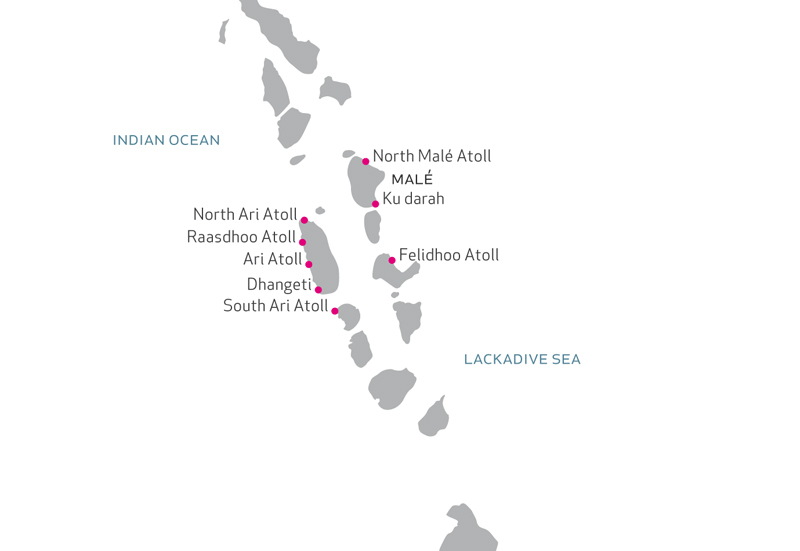 INDIAN OCEAN
North Malé Atoll
MALÉ
Ku darah
North Ari Atoll
Raasdhoo Atoll
Ari Atoll
Felidhoo Atoll
Dhangeti
South Ari Atoll
LACKADIVE SEA